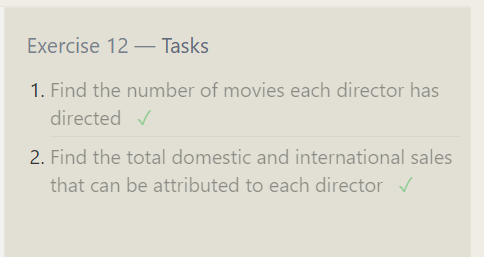 Exercise 12 — Tasks
1. Find the number of movies each director has
directed ✓
2. Find the total domestic and international sales
that can be attributed to each director ✓